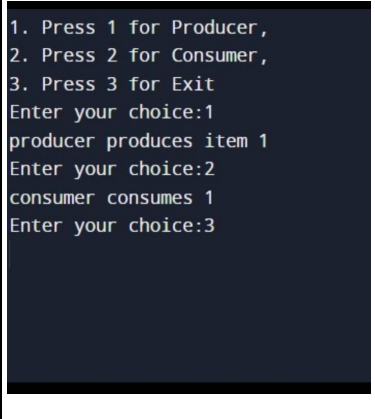 1. Press 1 for Producer,
2. Press 2 for Consumer,
3. Press 3 for Exit
Enter your choice:1
producer produces item 1
Enter your choice:2
consumer consumes 1
Enter your choice:3